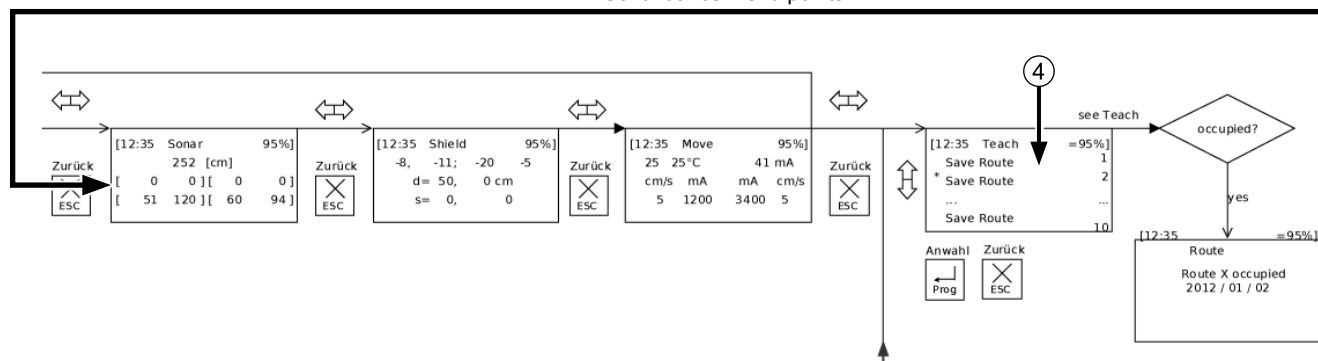 4
see Teach
occupied?
yes
Zurück
ESC
[12:35 Sonar 95%]
252 [cm]
[ 0 0 ] [ 0 0 ]
[ 51 120 ] [ 60 94 ]
Zurück
ESC
[12:35 Shield 95%]
-8, -11; -20 -5
d= 50, 0 cm
s= 0, 0
Zurück
ESC
[12:35 Move 95%]
25 25°C 41 mA
cm/s mA mA cm/s
5 1200 3400 5
Zurück
ESC
[12:35 Teach =95%]
Save Route 1
* Save Route 2
... ...
Save Route 10
Anwahl Zurück
Prog ESC
[12:35 =95%]
Route
Route X occupied
2012 / 01 / 02